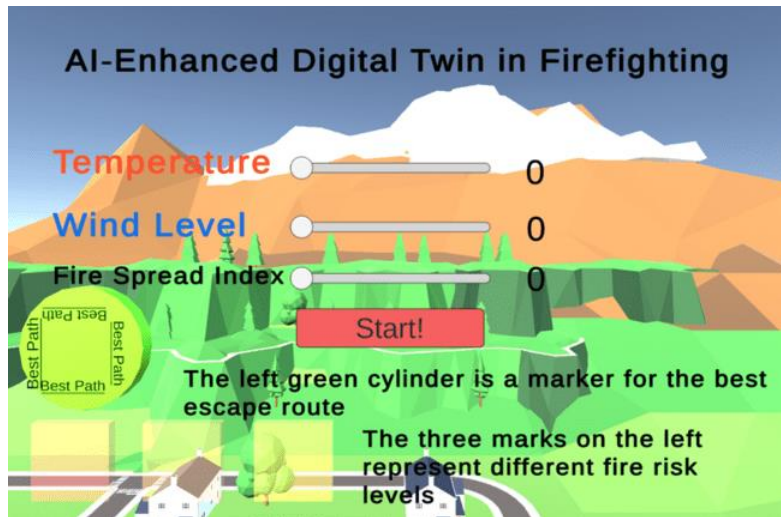 AI-Enhanced Digital Twin in Firefighting
Temperature 0
Wind Level 0
Fire Spread Index 0
Start!
Best Path
Best Path
Best Path
Best Path
The left green cylinder is a marker for the best
escape route
The three marks on the left
represent different fire risk
levels